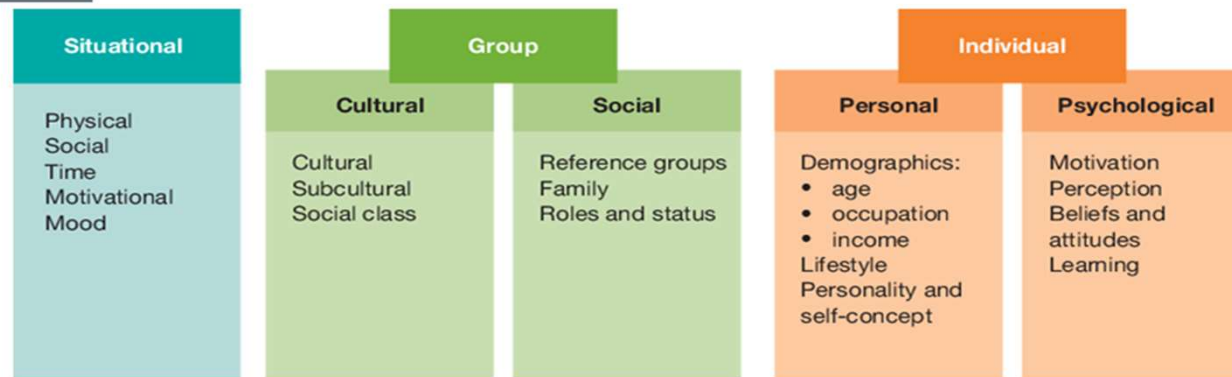 Situational
Physical
Social
Time
Motivational
Mood
Group
Cultural
Cultural
Subcultural
Social class
Social
Reference groups
Family
Roles and status
Individual
Personal
Demographics:
• age
• occupation
• income
Lifestyle
Personality and
self-concept
Psychological
Motivation
Perception
Beliefs and
attitudes
Learning